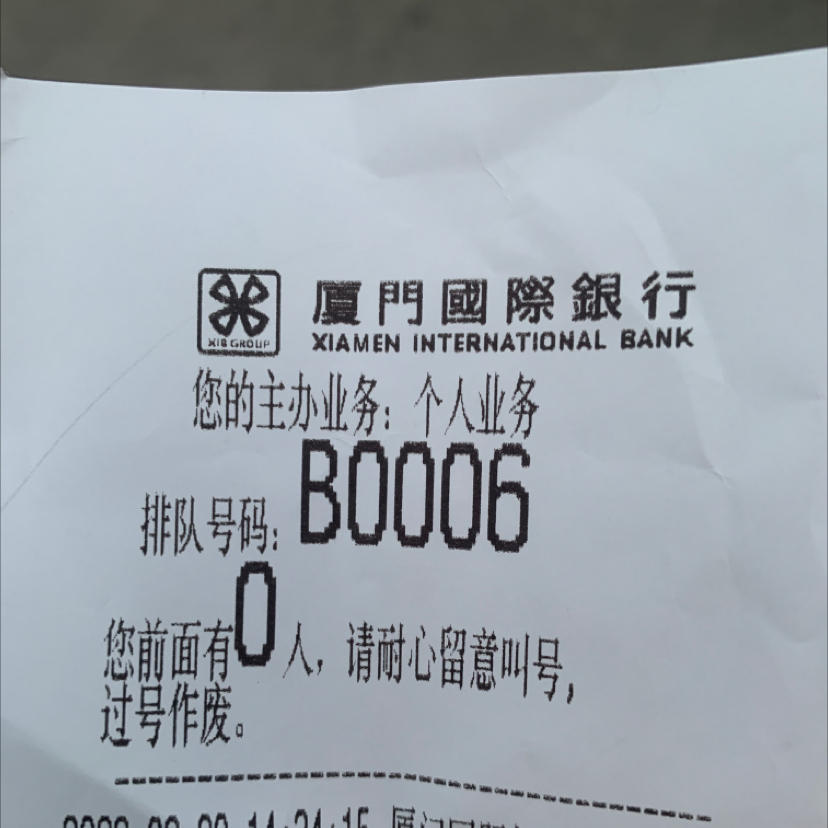 XIB GROUP
厦門國際銀行
XIAMEN INTERNATIONAL BANK
您的主办业务：个人业务
排队号码：B0006
您前面有0人，请耐心留意叫号，
过号作废。